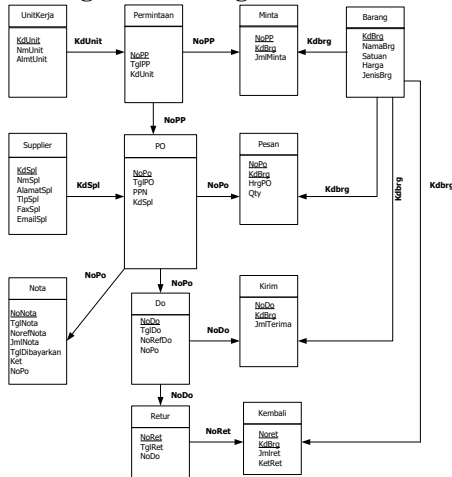 UnitKerja
KdUnit
NmUnit
AlmtUnit
KdUnit
Permintaan
NoPP
TglPP
KdUnit
NoPP
Minta
NoPP
KdBrg
JmlMinta
Kdbrg
Barang
KdBrg
NamaBrg
Satuan
Harga
JenisBrg
NoPP
Supplier
KdSpl
NmSpl
AlamatSpl
TlpSpl
FaxSpl
EmailSpl
KdSpl
PO
NoPo
TglPO
PPN
KdSpl
NoPo
Pesan
NoPo
KdBrg
HrgPO
Qty
Kdbrg
Kdbrg
Kdbrg
NoPo
NoPo
Nota
NoNota
TglNota
NorefNota
JmlNota
TglDibayarkan
Ket
NoPo
Do
NoDo
TglDo
NoRefDo
NoPo
NoDo
Kirim
NoDo
KdBrg
JmlTerima
NoDo
Retur
NoRet
TglRet
NoDo
NoRet
Kembali
Noret
KdBrg
Jmlret
KetRet